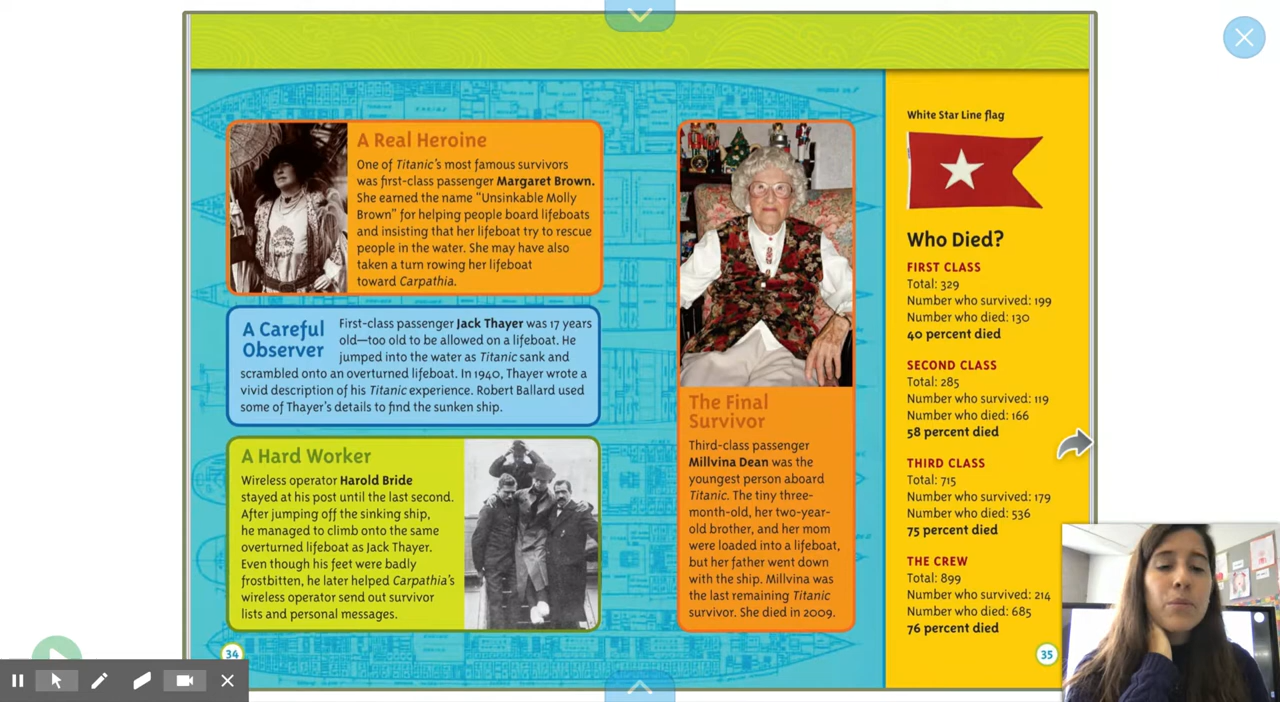 A Real Heroine
One of Titanic's most famous survivors
was first-class passenger Margaret Brown.
She earned the name "Unsinkable Molly
Brown" for helping people board lifeboats
and insisting that her lifeboat try to rescue
people in the water. She may have also
taken a turn rowing her lifeboat
toward Carpathia.
A Careful
Observer
First-class passenger Jack Thayer was 17 years
old—too old to be allowed on a lifeboat. He
jumped into the water as Titanic sank and
scrambled onto an overturned lifeboat. In 1940, Thayer wrote a
vivid description of his Titanic experience. Robert Ballard used
some of Thayer's details to find the sunken ship.
A Hard Worker
Wireless operator Harold Bride
stayed at his post until the last second.
After jumping off the sinking ship,
he managed to climb onto the same
overturned lifeboat as Jack Thayer.
Even though his feet were badly
frostbitten, he later helped Carpathia's
wireless operator send out survivor
lists and personal messages.
34
The Final
Survivor
Third-class passenger
Millvina Dean was the
youngest person aboard
Titanic. The tiny three-
month-old, her two-year-
old brother, and her mom
were loaded into a lifeboat,
but her father went down
with the ship. Millvina was
the last remaining Titanic
survivor. She died in 2009.
White Star Line flag
Who Died?
FIRST CLASS
Total: 329
Number who survived: 199
Number who died: 130
40 percent died
SECOND CLASS
Total: 285
Number who survived: 119
Number who died: 166
58 percent died
THIRD CLASS
Total: 715
Number who survived: 179
Number who died: 536
75 percent died
THE CREW
Total: 899
Number who survived: 214
Number who died: 685
76 percent died
35